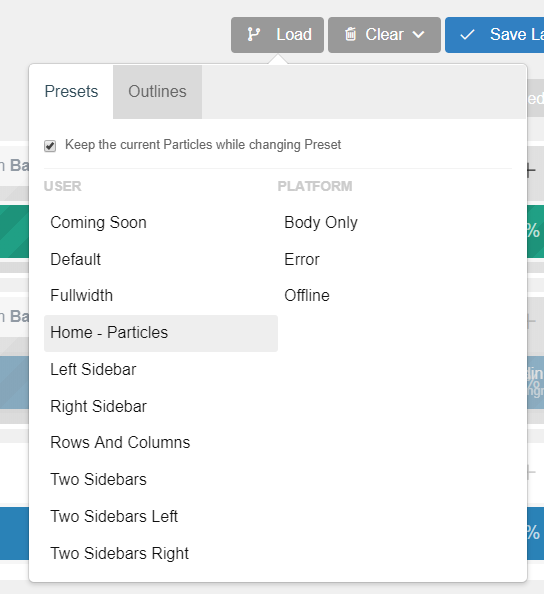 Load
Clear
Save La
Presets
Outlines
ed
Keep the current Particles while changing Preset
n Ba
USER
PLATFORM
Coming Soon
Body Only
%
Default
Error
Fullwidth
Offline
n Ba
Home - Particles
Left Sidebar
%
Right Sidebar
Rows And Columns
Two Sidebars
Two Sidebars Left
%
Two Sidebars Right